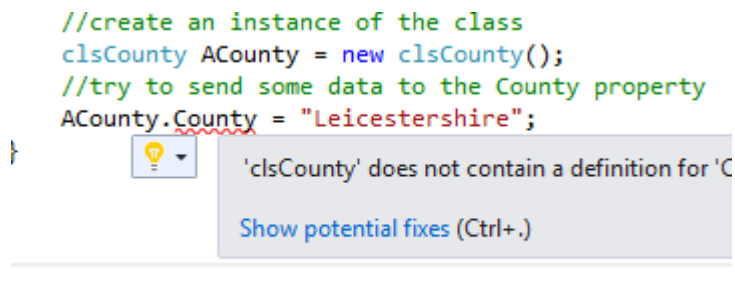 //create an instance of the class
clsCounty ACounty = new clsCounty();
//try to send some data to the County property
ACounty.County = "Leicestershire";
}
'clsCounty' does not contain a definition for 'C
Show potential fixes (Ctrl+.)